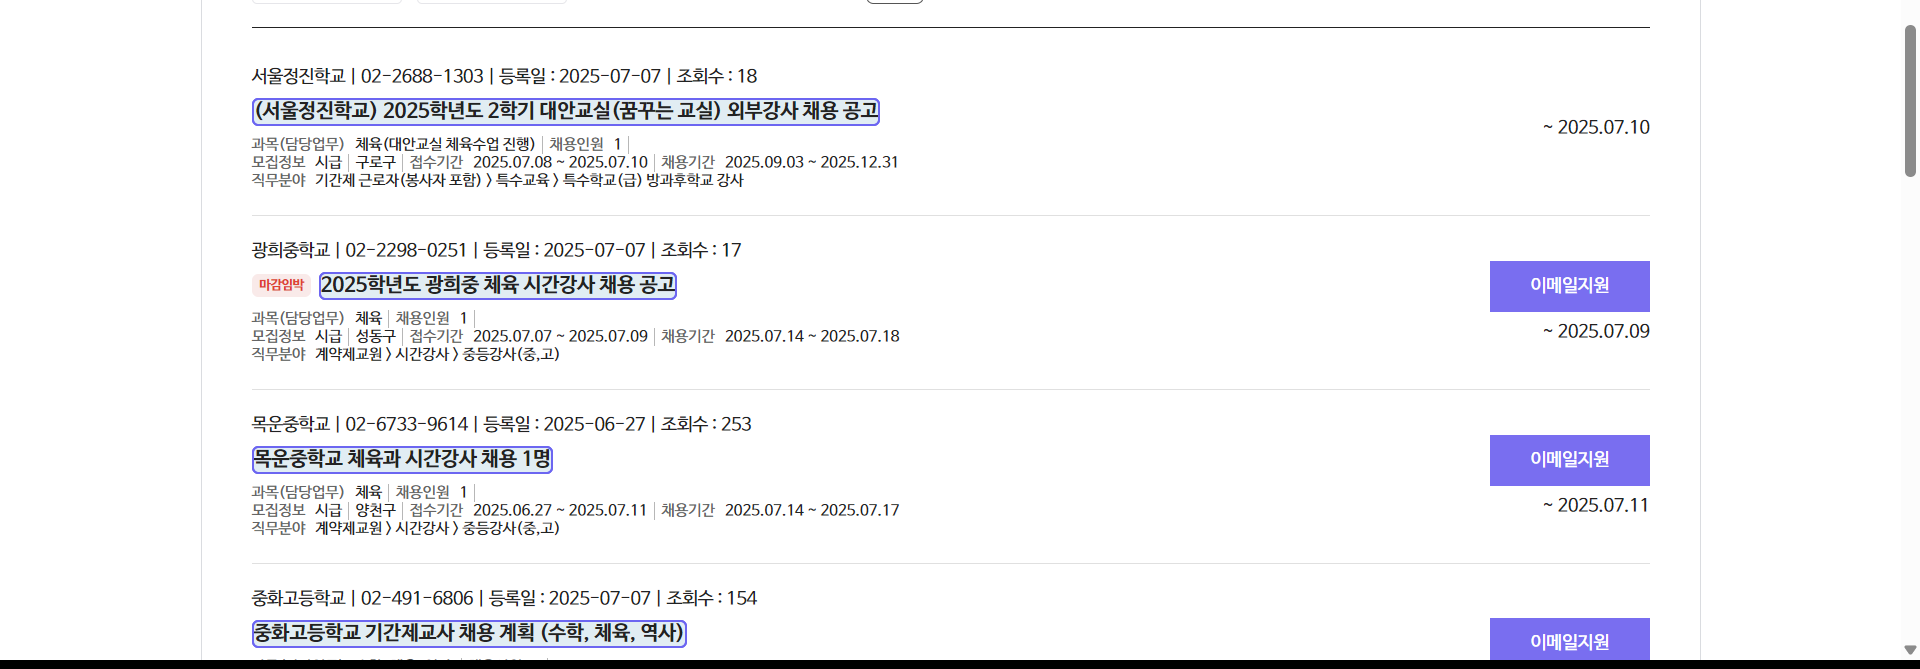 서울정진학교 | 02-2688-1303 | 등록일 : 2025-07-07 | 조회수 : 18
(서울정진학교) 2025학년도 2학기 대안교실(꿈꾸는 교실) 외부강사 채용 공고
~ 2025.07.10
과목(담당업무) 체육(대안교실 체육수업 진행) | 채용인원 1 |
모집정보 시급 | 구로구 | 접수기간 2025.07.08 ~ 2025.07.10 | 채용기간 2025.09.03 ~ 2025.12.31
직무분야 기간제 근로자(봉사자 포함) > 특수교육 > 특수학교(급) 방과후학교 강사
광희중학교 | 02-2298-0251 | 등록일 : 2025-07-07 | 조회수 : 17
마감임박 2025학년도 광희중 체육 시간강사 채용 공고
이메일지원
과목(담당업무) 체육 | 채용인원 1 |
모집정보 시급 | 성동구 | 접수기간 2025.07.07 ~ 2025.07.09 | 채용기간 2025.07.14 ~ 2025.07.18
~ 2025.07.09
직무분야 계약제교원 > 시간강사 > 중등강사(중,고)
목운중학교 | 02-6733-9614 | 등록일 : 2025-06-27 | 조회수 : 253
목운중학교 체육과 시간강사 채용 1명
이메일지원
과목(담당업무) 체육 | 채용인원 1 |
모집정보 시급 | 양천구 | 접수기간 2025.06.27 ~ 2025.07.11 | 채용기간 2025.07.14 ~ 2025.07.17
~ 2025.07.11
직무분야 계약제교원 > 시간강사 > 중등강사(중,고)
중화고등학교 | 02-491-6806 | 등록일 : 2025-07-07 | 조회수 : 154
중화고등학교 기간제교사 채용 계획 (수학, 체육, 역사)
이메일지원